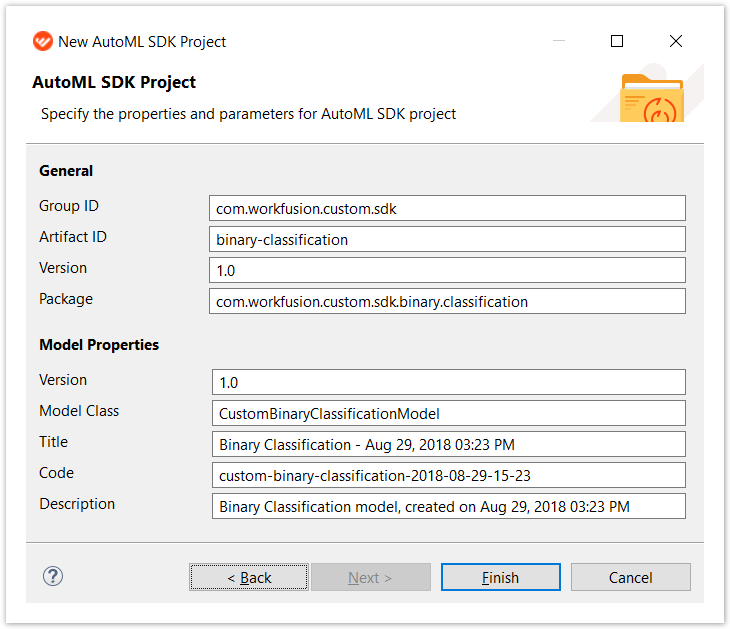 New AutoML SDK Project
AutoML SDK Project
Specify the properties and parameters for AutoML SDK project
General
Group ID com.workfusion.custom.sdk
Artifact ID binary-classification
Version 1.0
Package com.workfusion.custom.sdk.binary.classification
Model Properties
Version 1.0
Model Class CustomBinaryClassificationModel
Title Binary Classification - Aug 29, 2018 03:23 PM
Code custom-binary-classification-2018-08-29-15-23
Description Binary Classification model, created on Aug 29, 2018 03:23 PM
? < Back Next > Finish Cancel